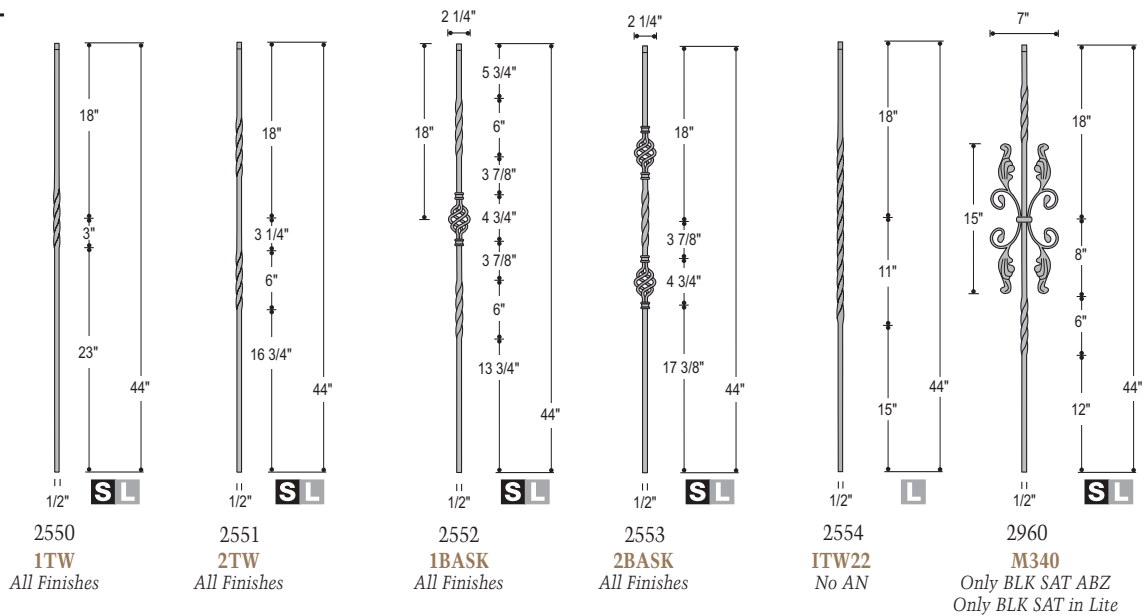 18"
3"
23"
44"
1/2"
S L
2550
1TW
All Finishes
18"
3 1/4"
6"
16 3/4"
44"
1/2"
S L
2551
2TW
All Finishes
2 1/4"
18"
5 3/4"
6"
3 7/8"
4 3/4"
3 7/8"
6"
13 3/4"
44"
1/2"
S L
2552
1BASK
All Finishes
2 1/4"
18"
3 7/8"
4 3/4"
17 3/8"
44"
1/2"
S L
2553
2BASK
All Finishes
18"
11"
15"
44"
1/2"
L
2554
ITW22
No AN
7"
15"
18"
8"
6"
12"
44"
1/2"
S L
2960
M340
Only BLK SAT ABZ
Only BLK SAT in Lite